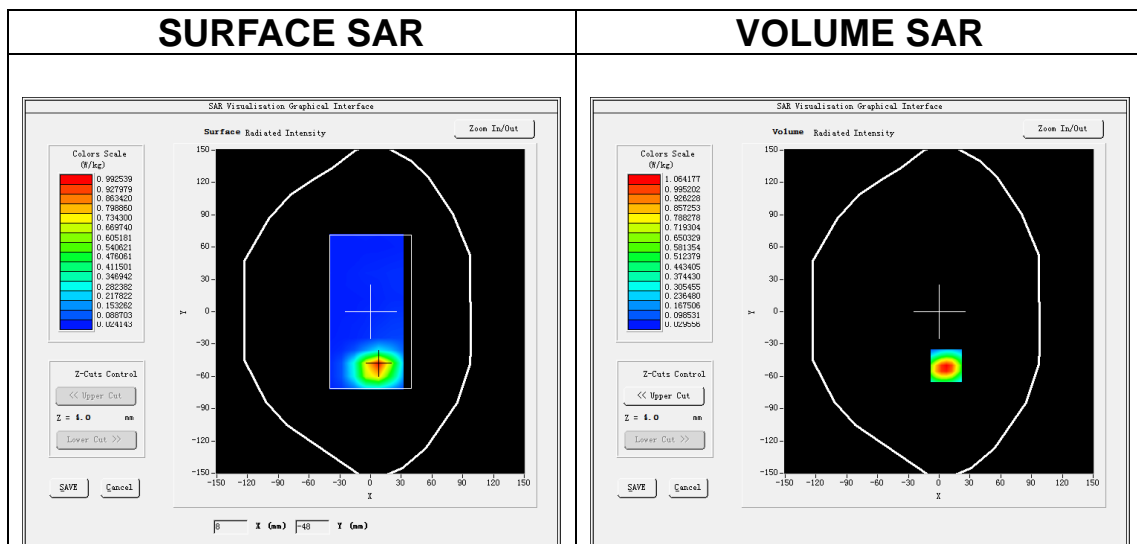 SURFACE SAR
SAR Visualisation Graphical Interface
Surface Radiated Intensity
Zoom In/Out
Colors Scale
(W/kg)
0.992539
0.927979
0.863420
0.798860
0.734300
0.669740
0.605181
0.540621
0.476061
0.411501
0.346942
0.282382
0.217822
0.153262
0.088703
0.024143
Z-Cuts Control
<< Upper Cut
Z = 4.0 mm
Lower Cut >>
SAVE
Cancel
150
120
90
60
30
0
-30
-60
-90
-120
-150
Y
-150 -120 -90 -60 -30 0 30 60 90 120 150
X
8 X (mm) -48 Y (mm)
VOLUME SAR
SAR Visualisation Graphical Interface
Volume Radiated Intensity
Zoom In/Out
Colors Scale
(W/kg)
1.064177
0.995202
0.926228
0.857253
0.788278
0.719304
0.650329
0.581354
0.512379
0.443405
0.374430
0.305455
0.236480
0.167506
0.098531
0.029556
Z-Cuts Control
<< Upper Cut
Z = 4.0 mm
Lower Cut >>
SAVE
Cancel
150
120
90
60
30
0
-30
-60
-90
-120
-150
Y
-150 -120 -90 -60 -30 0 30 60 90 120 150
X